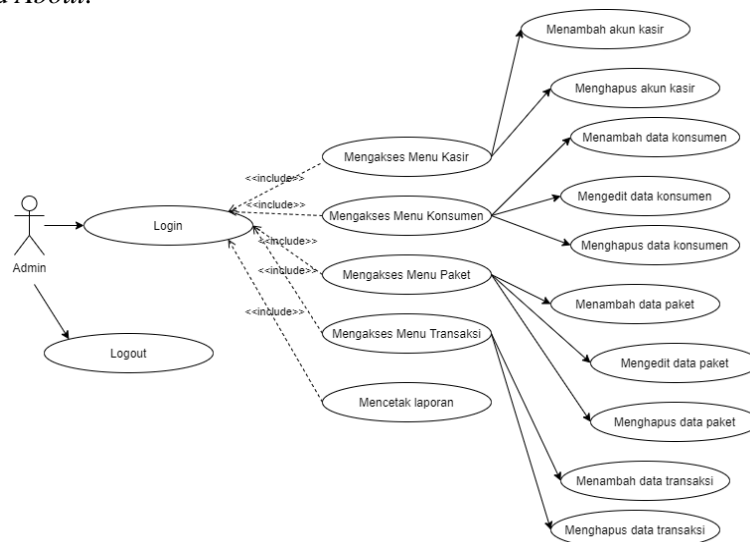 a About.
Menambah akun kasir
Menghapus akun kasir
Menambah data konsumen
Mengakses Menu Kasir
<<include>>
Mengedit data konsumen
<<include>>
Mengakses Menu Konsumen
Login
Menghapus data konsumen
<<include>>
Admin
<<include>>
Mengakses Menu Paket
Menambah data paket
<<include>>
Mengakses Menu Transaksi
Logout
Mengedit data paket
Mencetak laporan
Menghapus data paket
Menambah data transaksi
Menghapus data transaksi